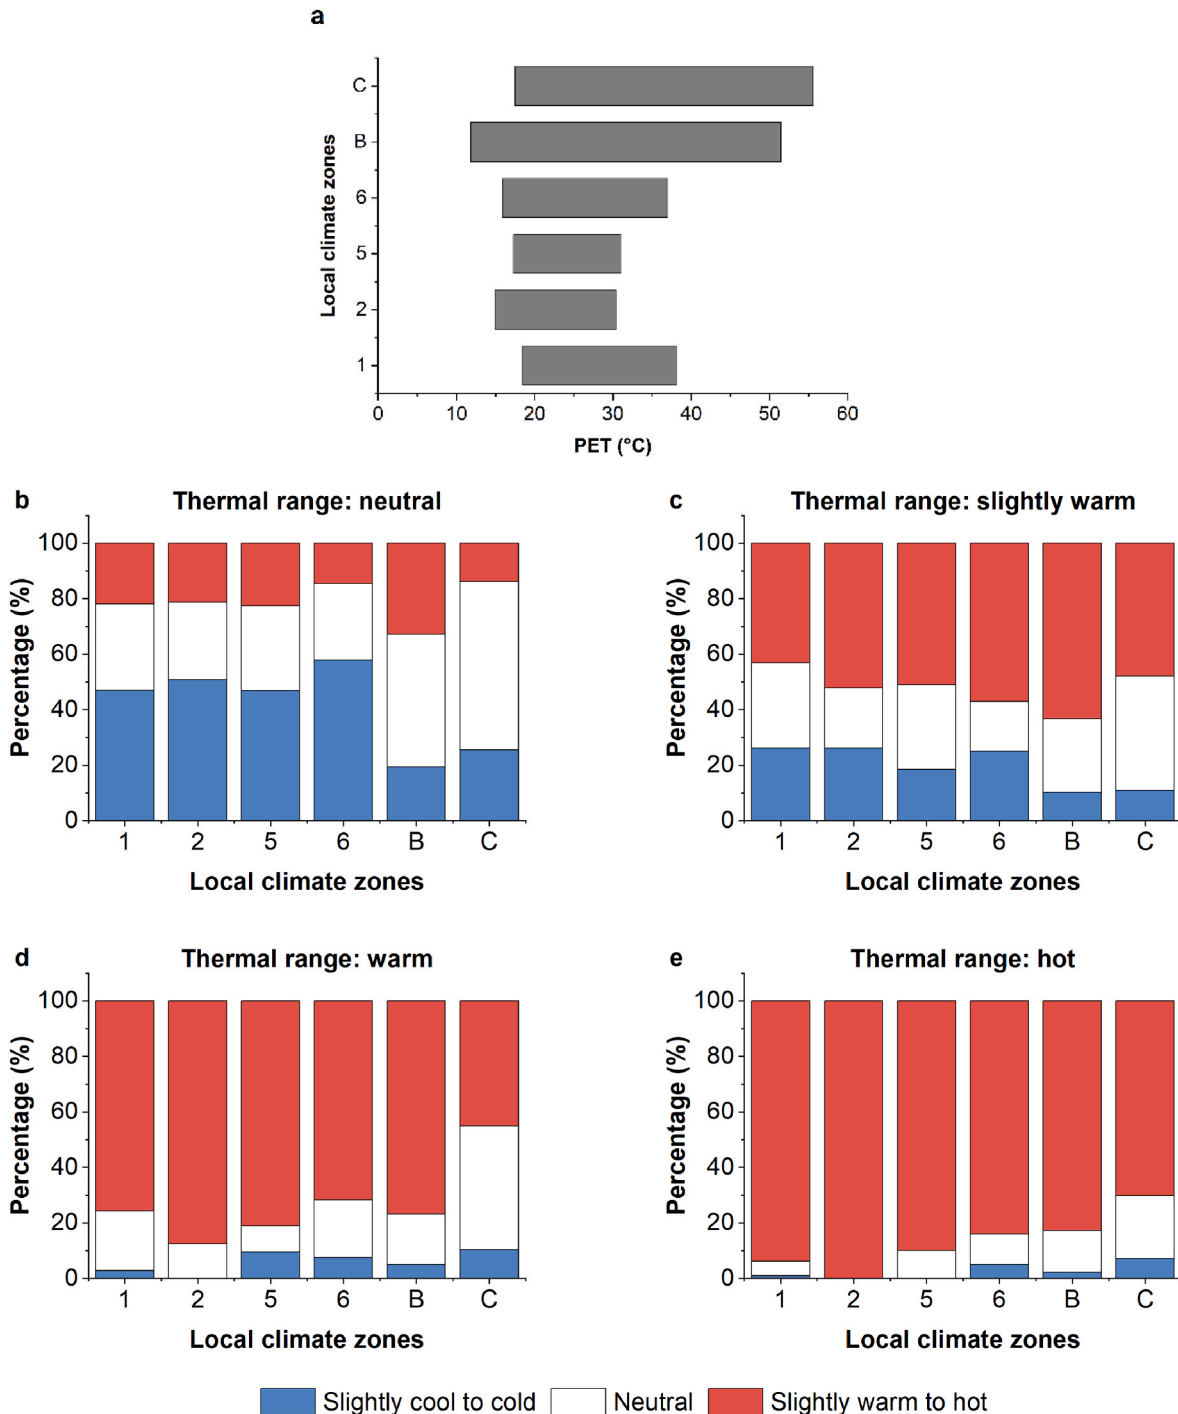 a
C
B
6
5
2
1
Local climate zones
0 10 20 30 40 50 60
PET (°C)
b Thermal range: neutral
100
80
60
40
20
0
Percentage (%)
1 2 5 6 B C
Local climate zones
c Thermal range: slightly warm
100
80
60
40
20
0
Percentage (%)
1 2 5 6 B C
Local climate zones
d Thermal range: warm
100
80
60
40
20
0
Percentage (%)
1 2 5 6 B C
Local climate zones
e Thermal range: hot
100
80
60
40
20
0
Percentage (%)
1 2 5 6 B C
Local climate zones
Slightly cool to cold Neutral Slightly warm to hot